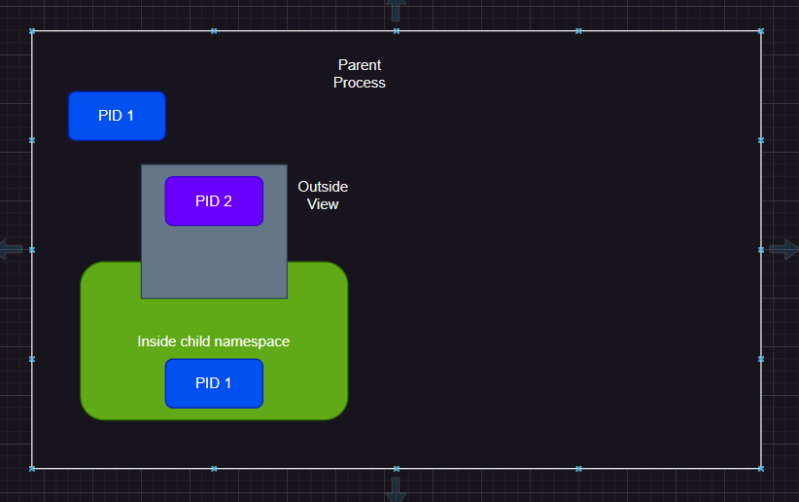 Parent
Process
PID 1
PID 2
Outside
View
Inside child namespace
PID 1